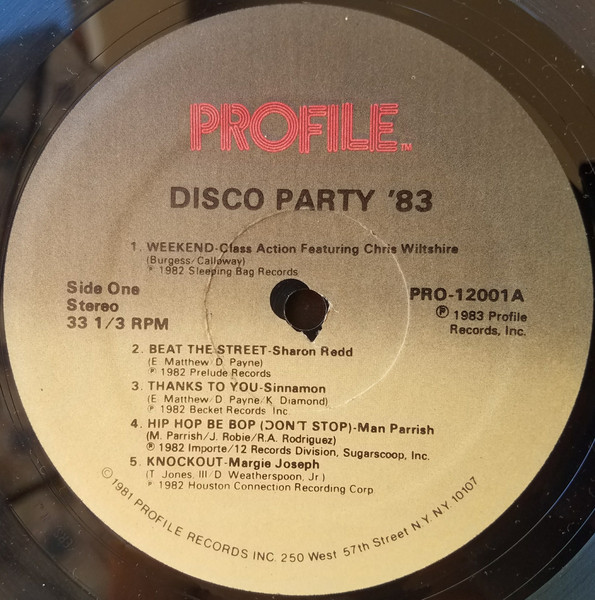 PROFILE™
DISCO PARTY '83
1. WEEKEND-Class Action Featuring Chris Wiltshire
(Burgess/Calloway)
℗ 1982 Sleeping Bag Records
Side One
Stereo
33 1/3 RPM
PRO-12001A
℗ 1983 Profile
Records, Inc.
2. BEAT THE STREET-Sharon Redd
(E. Matthew/D. Payne)
℗ 1982 Prelude Records
3. THANKS TO YOU-Sinnamon
(E. Matthew/D. Payne/K. Diamond)
℗ 1982 Becket Records Inc.
4. HIP HOP BE BOP (DON'T STOP)-Man Parrish
(M. Parrish/J. Robie/R.A. Rodriguez)
℗ 1982 Importe/12 Records Division, Sugarscoop, Inc.
5. KNOCKOUT-Margie Joseph
(T. Jones, III/D. Weatherspoon, Jr.)
℗ 1982 Houston Connection Recording Corp
©1981 PROFILE RECORDS INC. 250 West 57th Street N.Y. N.Y. 10107